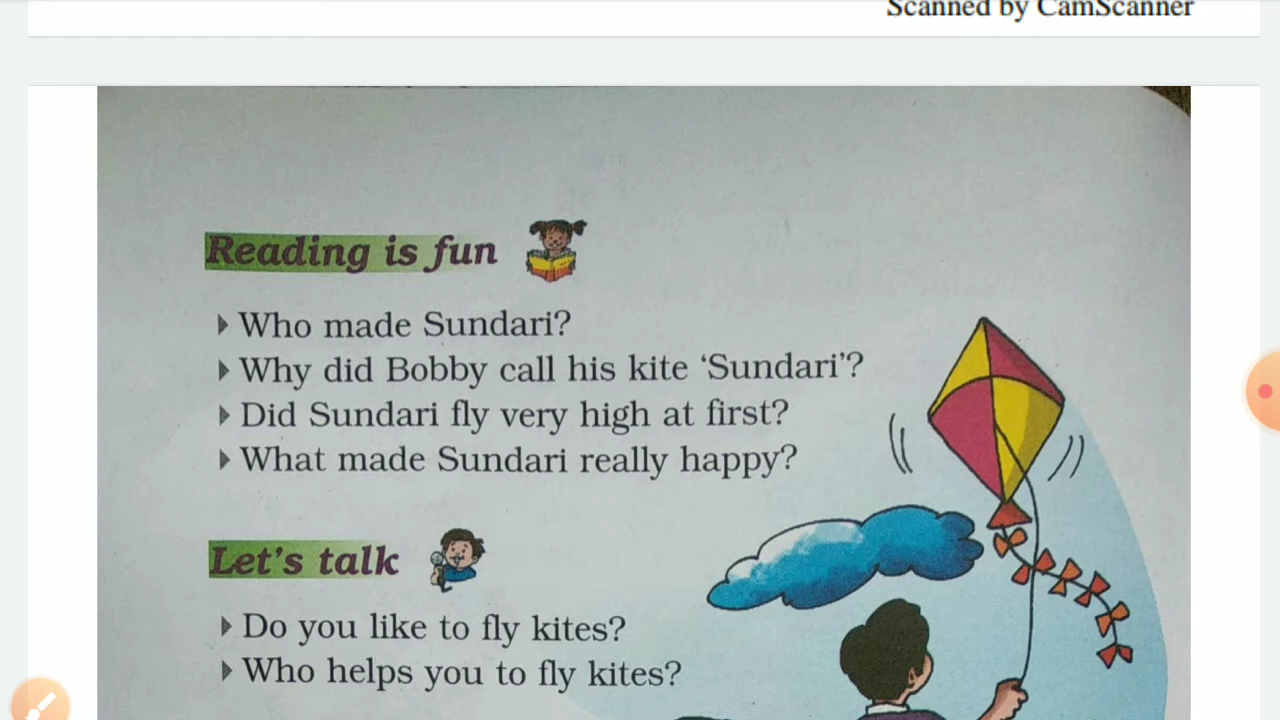 Scanned by CamScanner
Reading is fun
Who made Sundari?
Why did Bobby call his kite ‘Sundari’?
Did Sundari fly very high at first?
What made Sundari really happy?
Let’s talk
Do you like to fly kites?
Who helps you to fly kites?